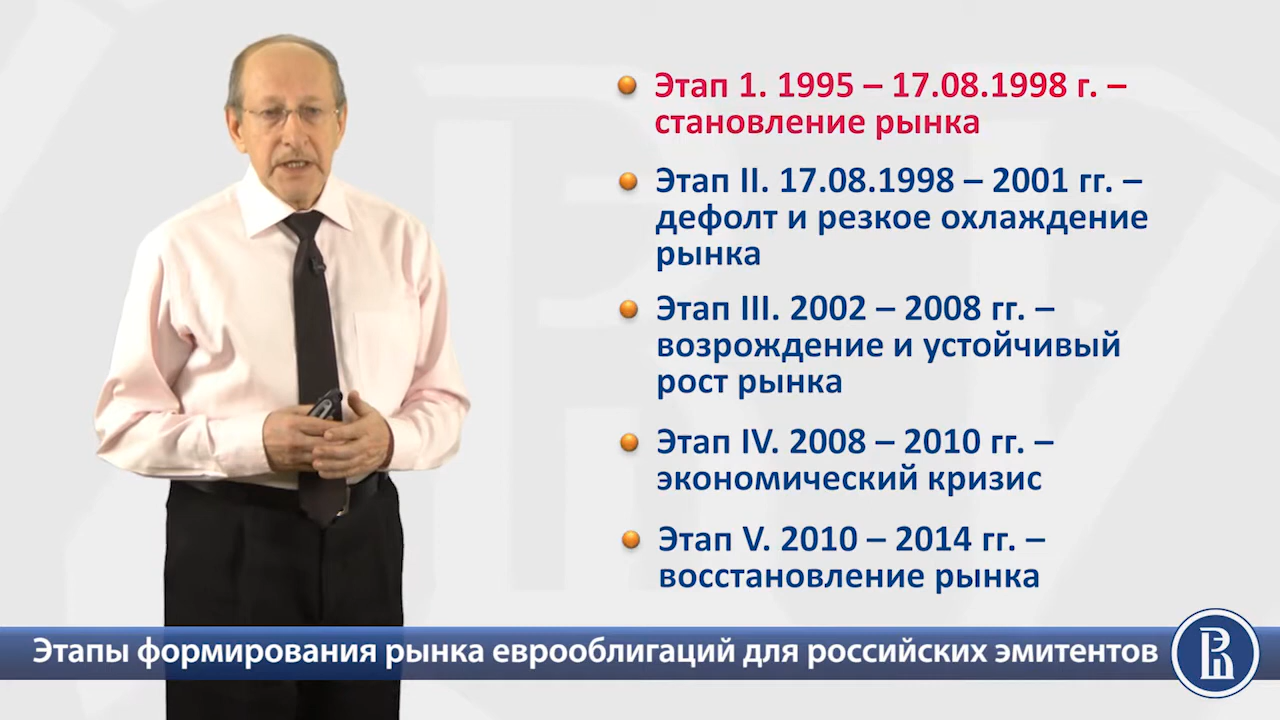 Этап 1. 1995 – 17.08.1998 г. –
становление рынка
Этап II. 17.08.1998 – 2001 гг. –
дефолт и резкое охлаждение
рынка
Этап III. 2002 – 2008 гг. –
возрождение и устойчивый
рост рынка
Этап IV. 2008 – 2010 гг. –
экономический кризис
Этап V. 2010 – 2014 гг. –
восстановление рынка
Этапы формирования рынка еврооблигаций для российских эмитентов